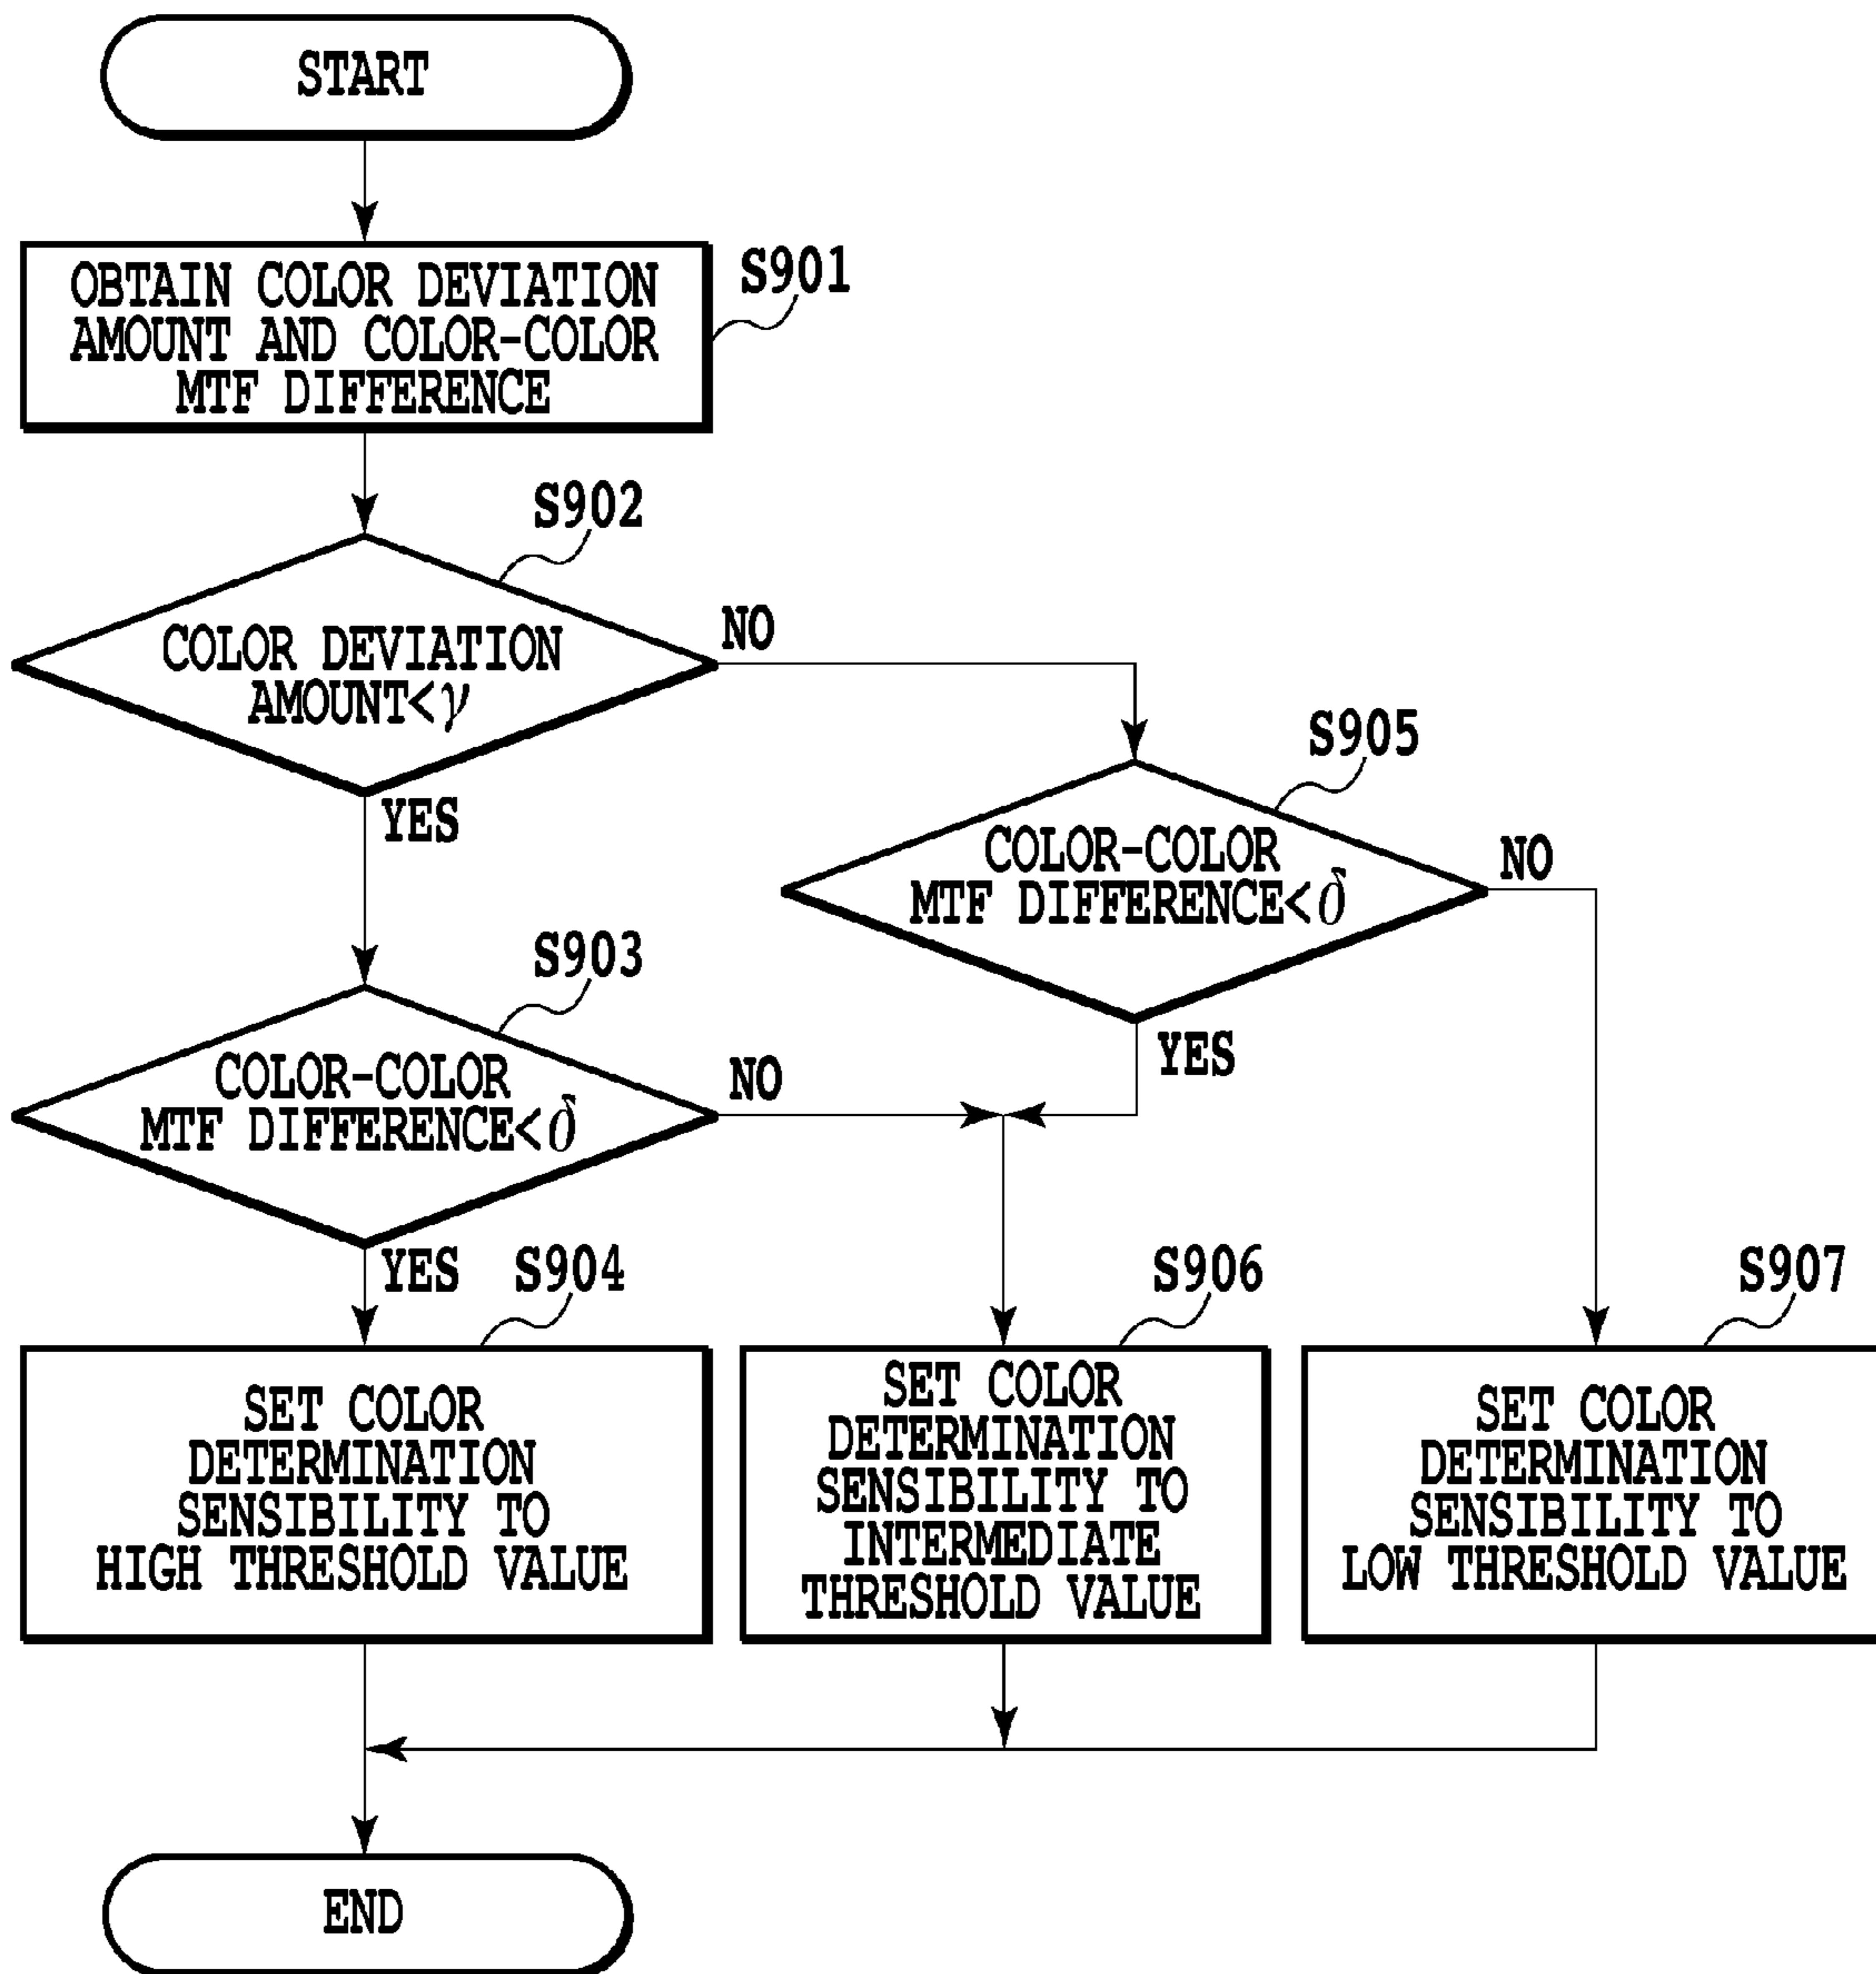 START
OBTAIN COLOR DEVIATION
AMOUNT AND COLOR-COLOR
MTF DIFFERENCE
S901
S902
COLOR DEVIATION
AMOUNT<γ
NO
YES
S905
COLOR-COLOR
MTF DIFFERENCE<δ
NO
YES
S903
COLOR-COLOR
MTF DIFFERENCE<δ
NO
YES
S904
SET COLOR
DETERMINATION
SENSIBILITY TO
HIGH THRESHOLD VALUE
S906
SET COLOR
DETERMINATION
SENSIBILITY TO
INTERMEDIATE
THRESHOLD VALUE
S907
SET COLOR
DETERMINATION
SENSIBILITY TO
LOW THRESHOLD VALUE
END